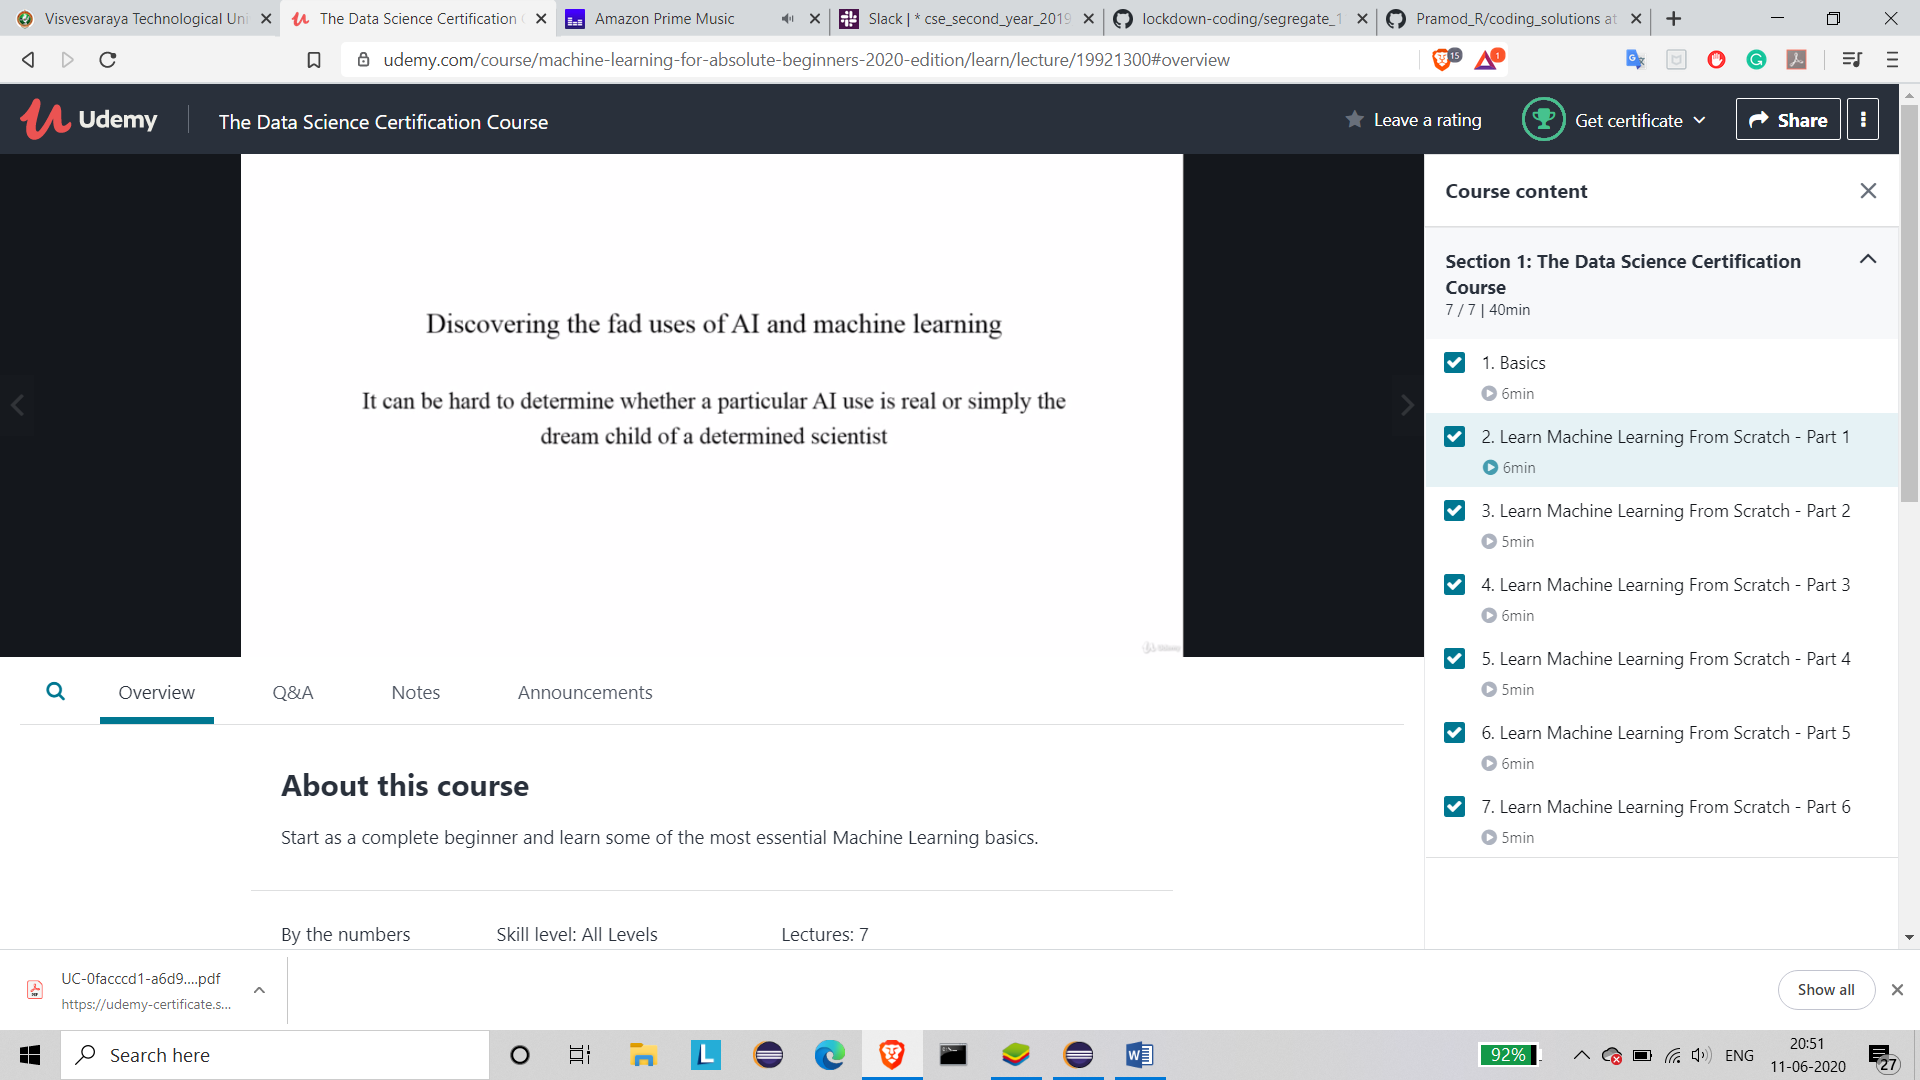 Visvesvaraya Technological Uni
The Data Science Certification C
Amazon Prime Music
Slack | * cse_second_year_2019
lockdown-coding/segregate_1
Pramod_R/coding_solutions at
udemy.com/course/machine-learning-for-absolute-beginners-2020-edition/learn/lecture/19921300#overview
15
1
Udemy
The Data Science Certification Course
Leave a rating
Get certificate
Share
Discovering the fad uses of AI and machine learning
It can be hard to determine whether a particular AI use is real or simply the
dream child of a determined scientist
Udemy
Course content
Section 1: The Data Science Certification
Course
7 / 7 | 40min
1. Basics
6min
2. Learn Machine Learning From Scratch - Part 1
6min
3. Learn Machine Learning From Scratch - Part 2
5min
4. Learn Machine Learning From Scratch - Part 3
6min
5. Learn Machine Learning From Scratch - Part 4
5min
6. Learn Machine Learning From Scratch - Part 5
6min
7. Learn Machine Learning From Scratch - Part 6
5min
Overview
Q&A
Notes
Announcements
About this course
Start as a complete beginner and learn some of the most essential Machine Learning basics.
By the numbers
Skill level: All Levels
Lectures: 7
UC-0facccd1-a6d9....pdf
https://udemy-certificate.s...
Show all
Search here
92%
ENG
20:51
11-06-2020
27